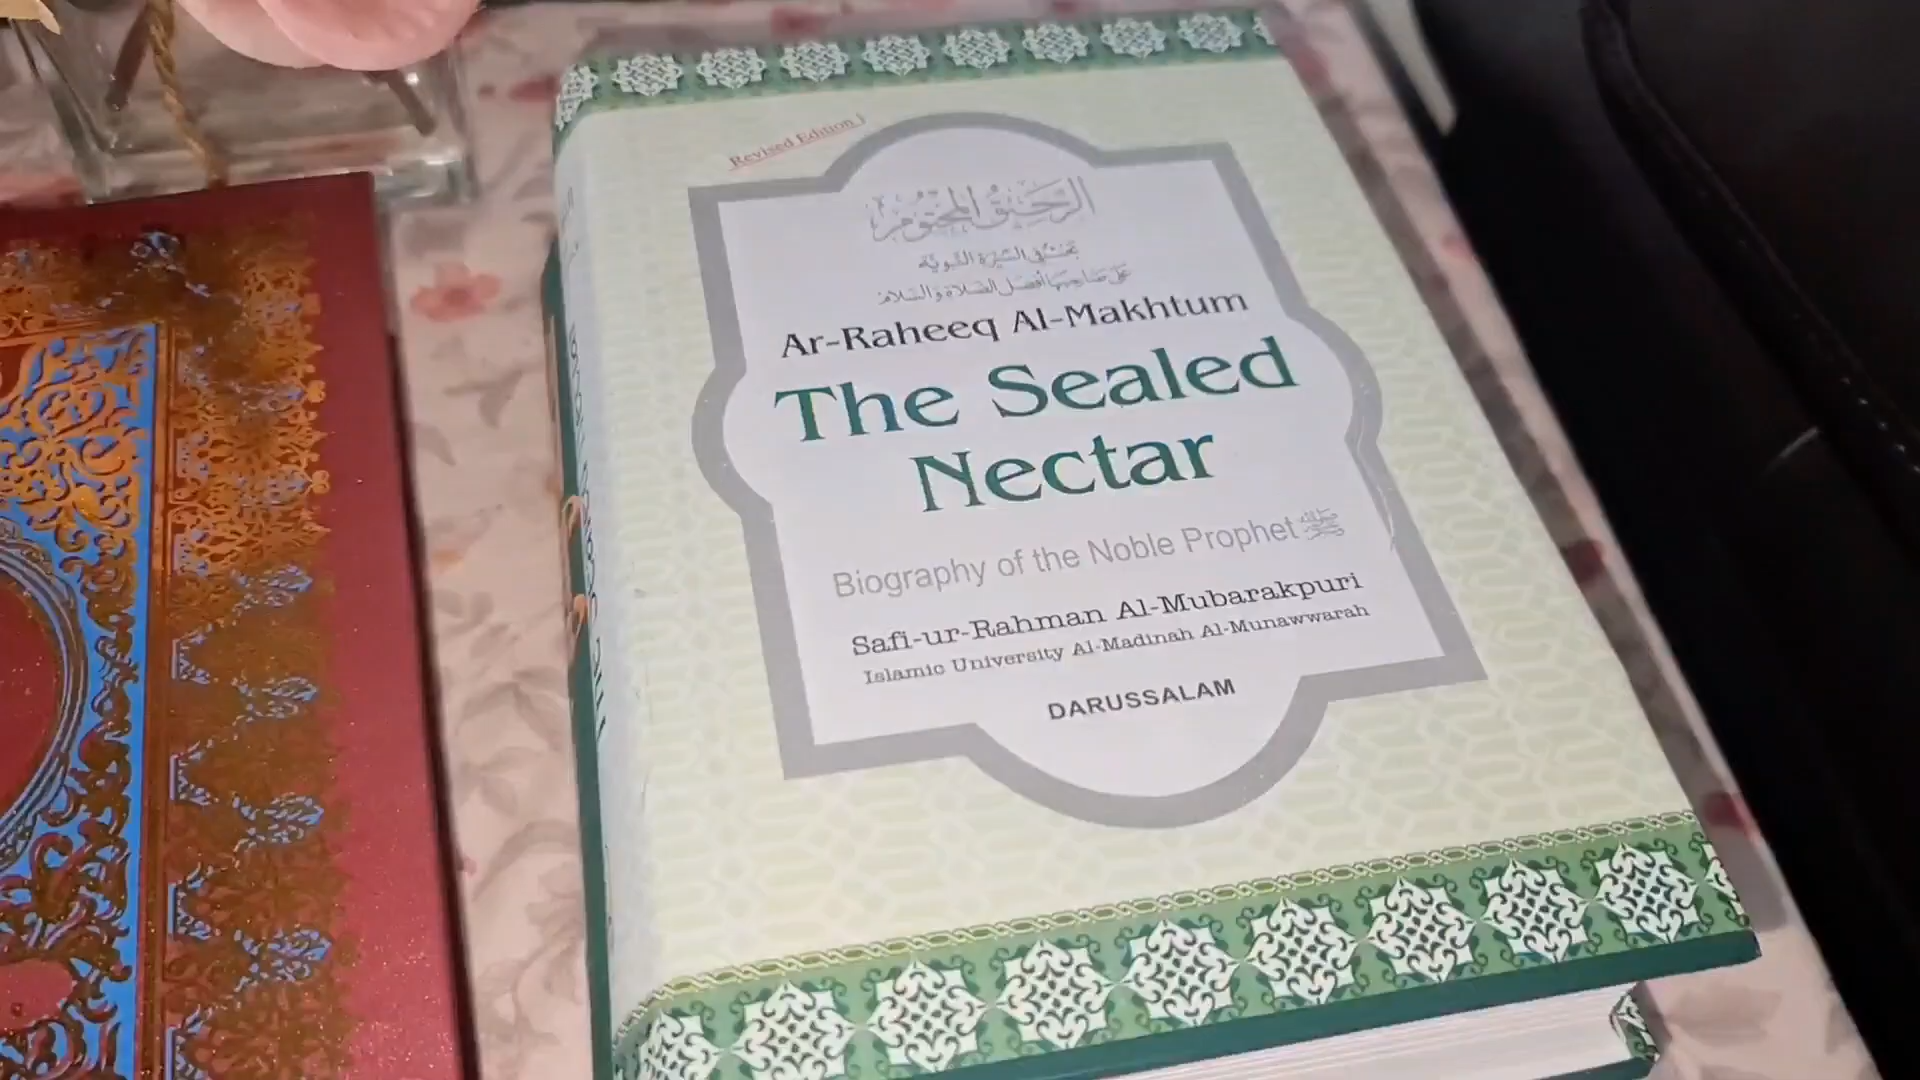 Revised Edition
الرحيق المختوم
بحث في السيرة النبوية
على صاحبها أفضل الصلاة والسلام
Ar-Raheeq Al-Makhtum
The Sealed
Nectar
Biography of the Noble Prophet ﷺ
Safi-ur-Rahman Al-Mubarakpuri
Islamic University Al-Madinah Al-Munawwarah
DARUSSALAM